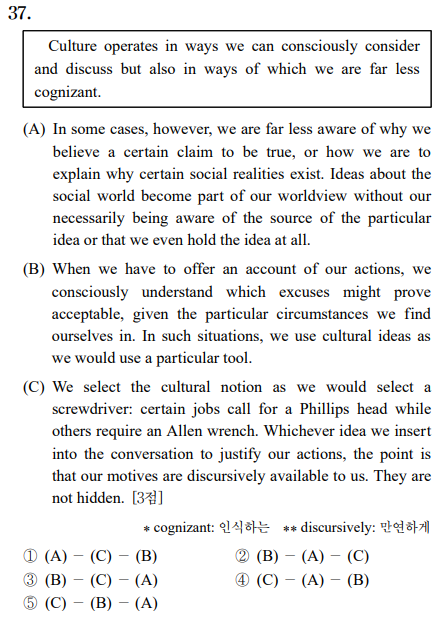 37.
Culture operates in ways we can consciously consider
and discuss but also in ways of which we are far less
cognizant.
(A) In some cases, however, we are far less aware of why we
believe a certain claim to be true, or how we are to
explain why certain social realities exist. Ideas about the
social world become part of our worldview without our
necessarily being aware of the source of the particular
idea or that we even hold the idea at all.
(B) When we have to offer an account of our actions, we
consciously understand which excuses might prove
acceptable, given the particular circumstances we find
ourselves in. In such situations, we use cultural ideas as
we would use a particular tool.
(C) We select the cultural notion as we would select a
screwdriver: certain jobs call for a Phillips head while
others require an Allen wrench. Whichever idea we insert
into the conversation to justify our actions, the point is
that our motives are discursively available to us. They are
not hidden. [3점]
* cognizant: 인식하는 ** discursively: 만연하게
① (A) - (C) - (B) ② (B) - (A) - (C)
③ (B) - (C) - (A) ④ (C) - (A) - (B)
⑤ (C) - (B) - (A)